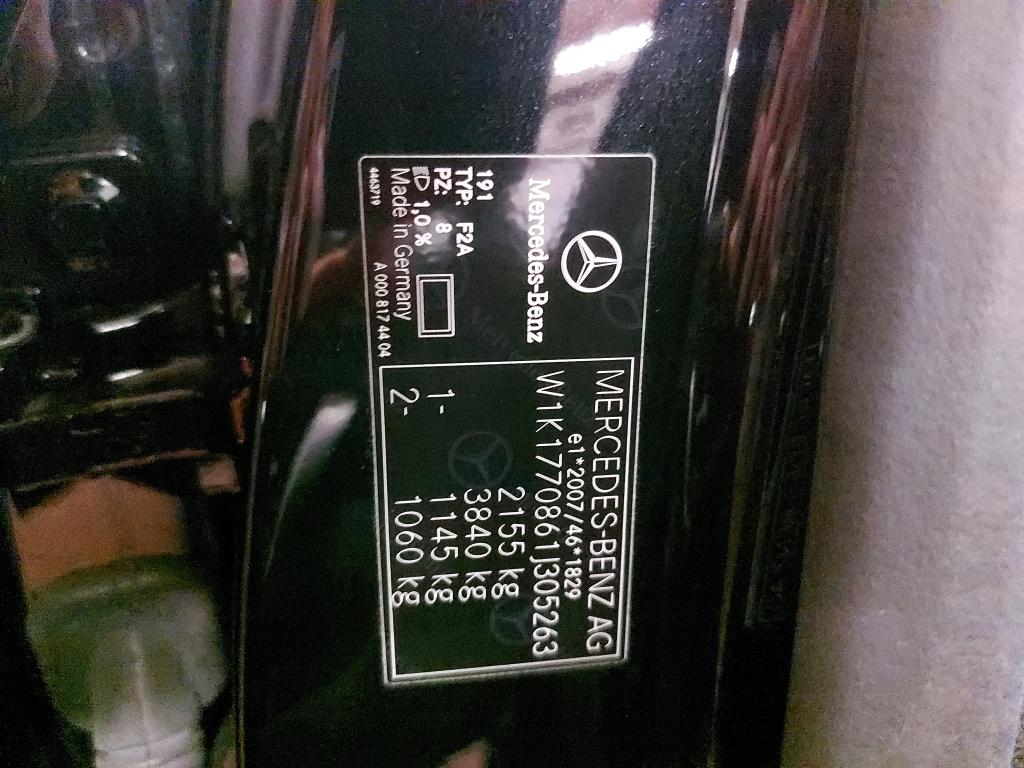 Mercedes-Benz
191
TYP: F2A
PZ: 8
1,0 %
Made in Germany
4463719
A 000 817 44 04
MERCEDES-BENZ AG
e1*2007/46*1829
W1K1770861J305263
2155 kg
3840 kg
1- 1145 kg
2- 1060 kg